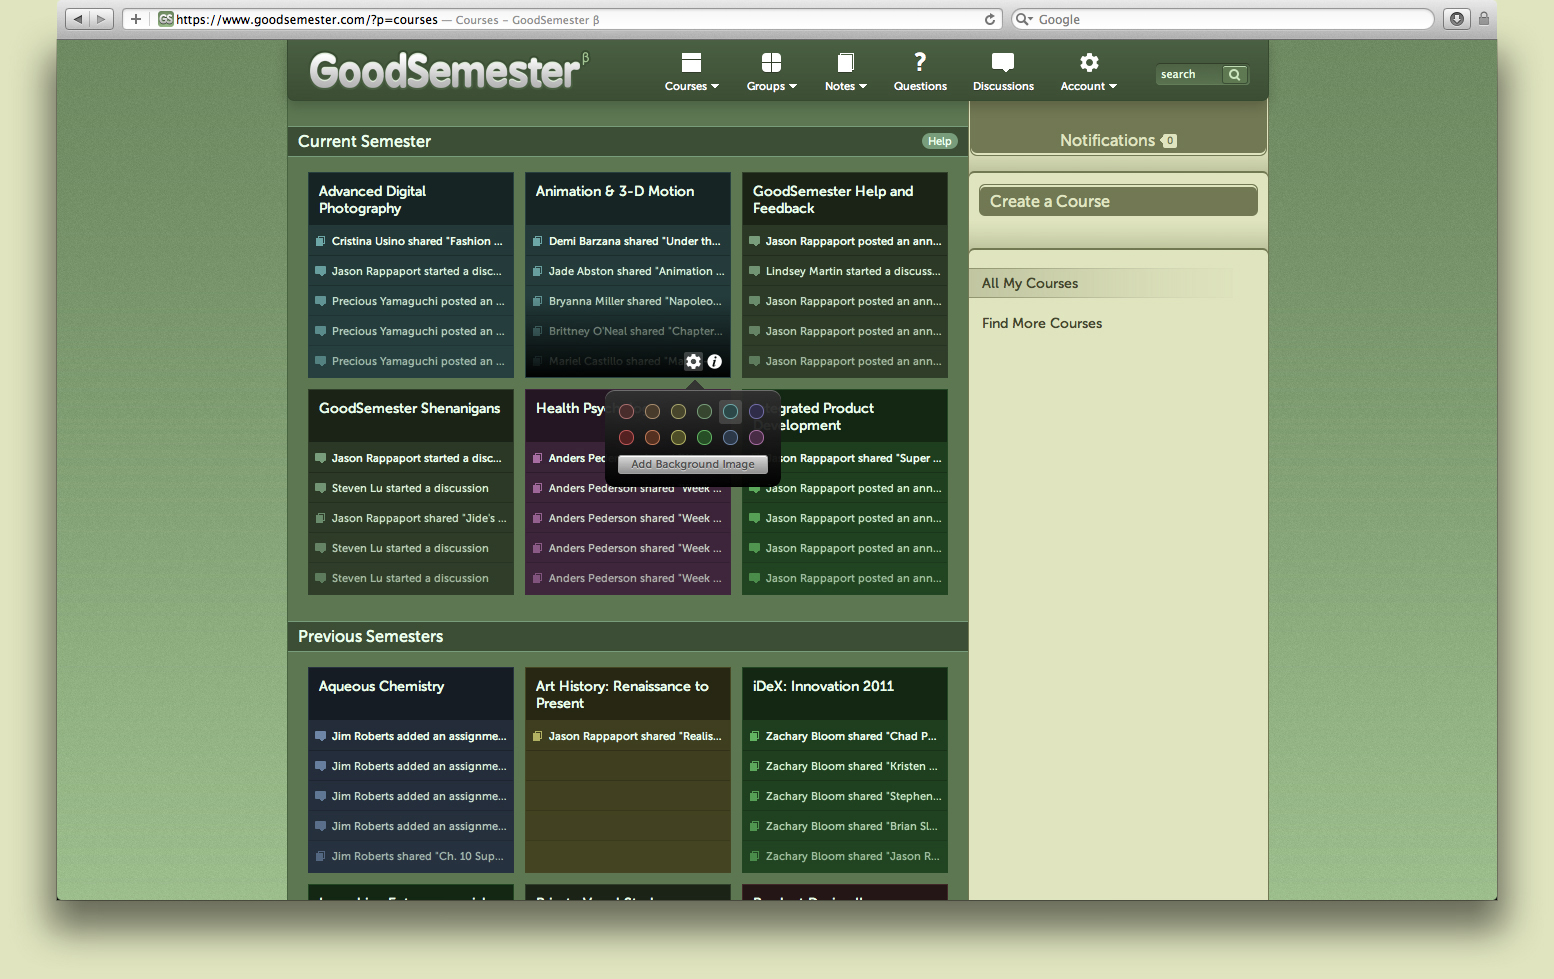 https://www.goodsemester.com/?p=courses — Courses – GoodSemester β
Google
GoodSemester β
Courses
Groups
Notes
Questions
Discussions
Account
search
Current Semester
Help
Notifications 0
Create a Course
All My Courses
Find More Courses
Advanced Digital
Photography
Cristina Usino shared "Fashion ...
Jason Rappaport started a disc...
Precious Yamaguchi posted an ...
Precious Yamaguchi posted an ...
Precious Yamaguchi posted an ...
Animation & 3-D Motion
Demi Barzana shared "Under th...
Jade Abston shared "Animation ...
Bryanna Miller shared "Napoleo...
Brittney O'Neal shared "Chapter...
Mariel Castillo shared
GoodSemester Help and
Feedback
Jason Rappaport posted an ann...
Lindsey Martin started a discuss...
Jason Rappaport posted an ann...
Jason Rappaport posted an ann...
Jason Rappaport posted an ann...
GoodSemester Shenanigans
Jason Rappaport started a disc...
Steven Lu started a discussion
Jason Rappaport shared "Jide's ...
Steven Lu started a discussion
Steven Lu started a discussion
Health
Anders
Anders Pederson shared "Week ...
Anders Pederson shared "Week ...
Anders Pederson shared "Week ...
Anders Pederson shared "Week ...
Add Background Image
Product
Rappaport shared "Super ...
Jason Rappaport posted an ann...
Jason Rappaport posted an ann...
Jason Rappaport posted an ann...
Jason Rappaport posted an ann...
Previous Semesters
Aqueous Chemistry
Jim Roberts added an assignme...
Jim Roberts added an assignme...
Jim Roberts added an assignme...
Jim Roberts added an assignme...
Jim Roberts shared "Ch. 10 Sup...
Art History: Renaissance to
Present
Jason Rappaport shared "Realis...
iDeX: Innovation 2011
Zachary Bloom shared "Chad P...
Zachary Bloom shared "Kristen ...
Zachary Bloom shared "Stephen...
Zachary Bloom shared "Brian Sl...
Zachary Bloom shared "Jason R...